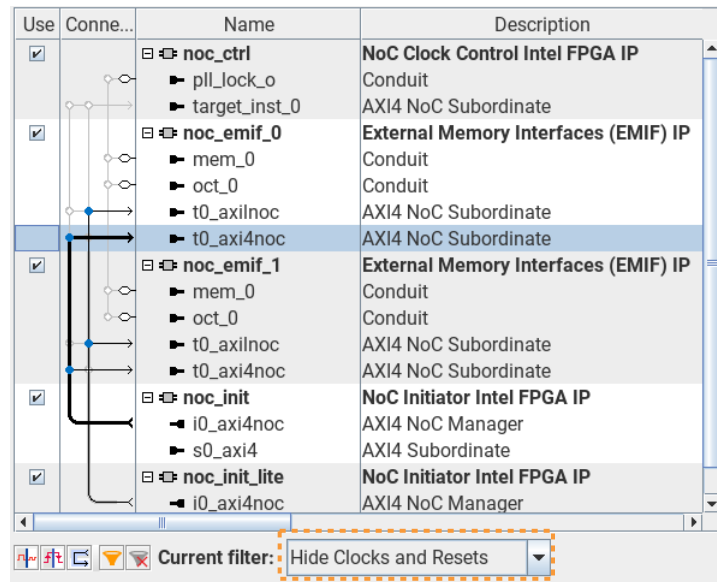 Use Conne... Name Description
noc_ctrl NoC Clock Control Intel FPGA IP
pll_lock_o Conduit
target_inst_0 AXI4 NoC Subordinate
noc_emif_0 External Memory Interfaces (EMIF) IP
mem_0 Conduit
oct_0 Conduit
t0_axilnoc AXI4 NoC Subordinate
t0_axi4noc AXI4 NoC Subordinate
noc_emif_1 External Memory Interfaces (EMIF) IP
mem_0 Conduit
oct_0 Conduit
t0_axilnoc AXI4 NoC Subordinate
t0_axi4noc AXI4 NoC Subordinate
noc_init NoC Initiator Intel FPGA IP
i0_axi4noc AXI4 NoC Manager
s0_axi4 AXI4 Subordinate
noc_init_lite NoC Initiator Intel FPGA IP
i0_axi4noc AXI4 NoC Manager
Current filter: Hide Clocks and Resets